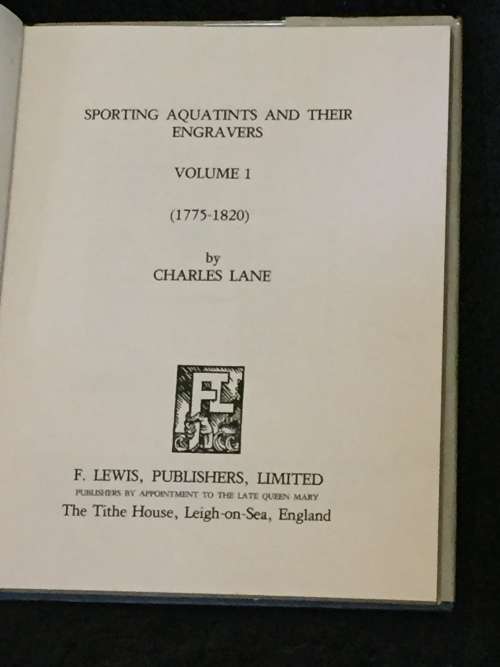 SPORTING AQUATINTS AND THEIR
ENGRAVERS
VOLUME 1
(1775-1820)
by
CHARLES LANE
FL
F. LEWIS, PUBLISHERS, LIMITED
PUBLISHERS BY APPOINTMENT TO THE LATE QUEEN MARY
The Tithe House, Leigh-on-Sea, England